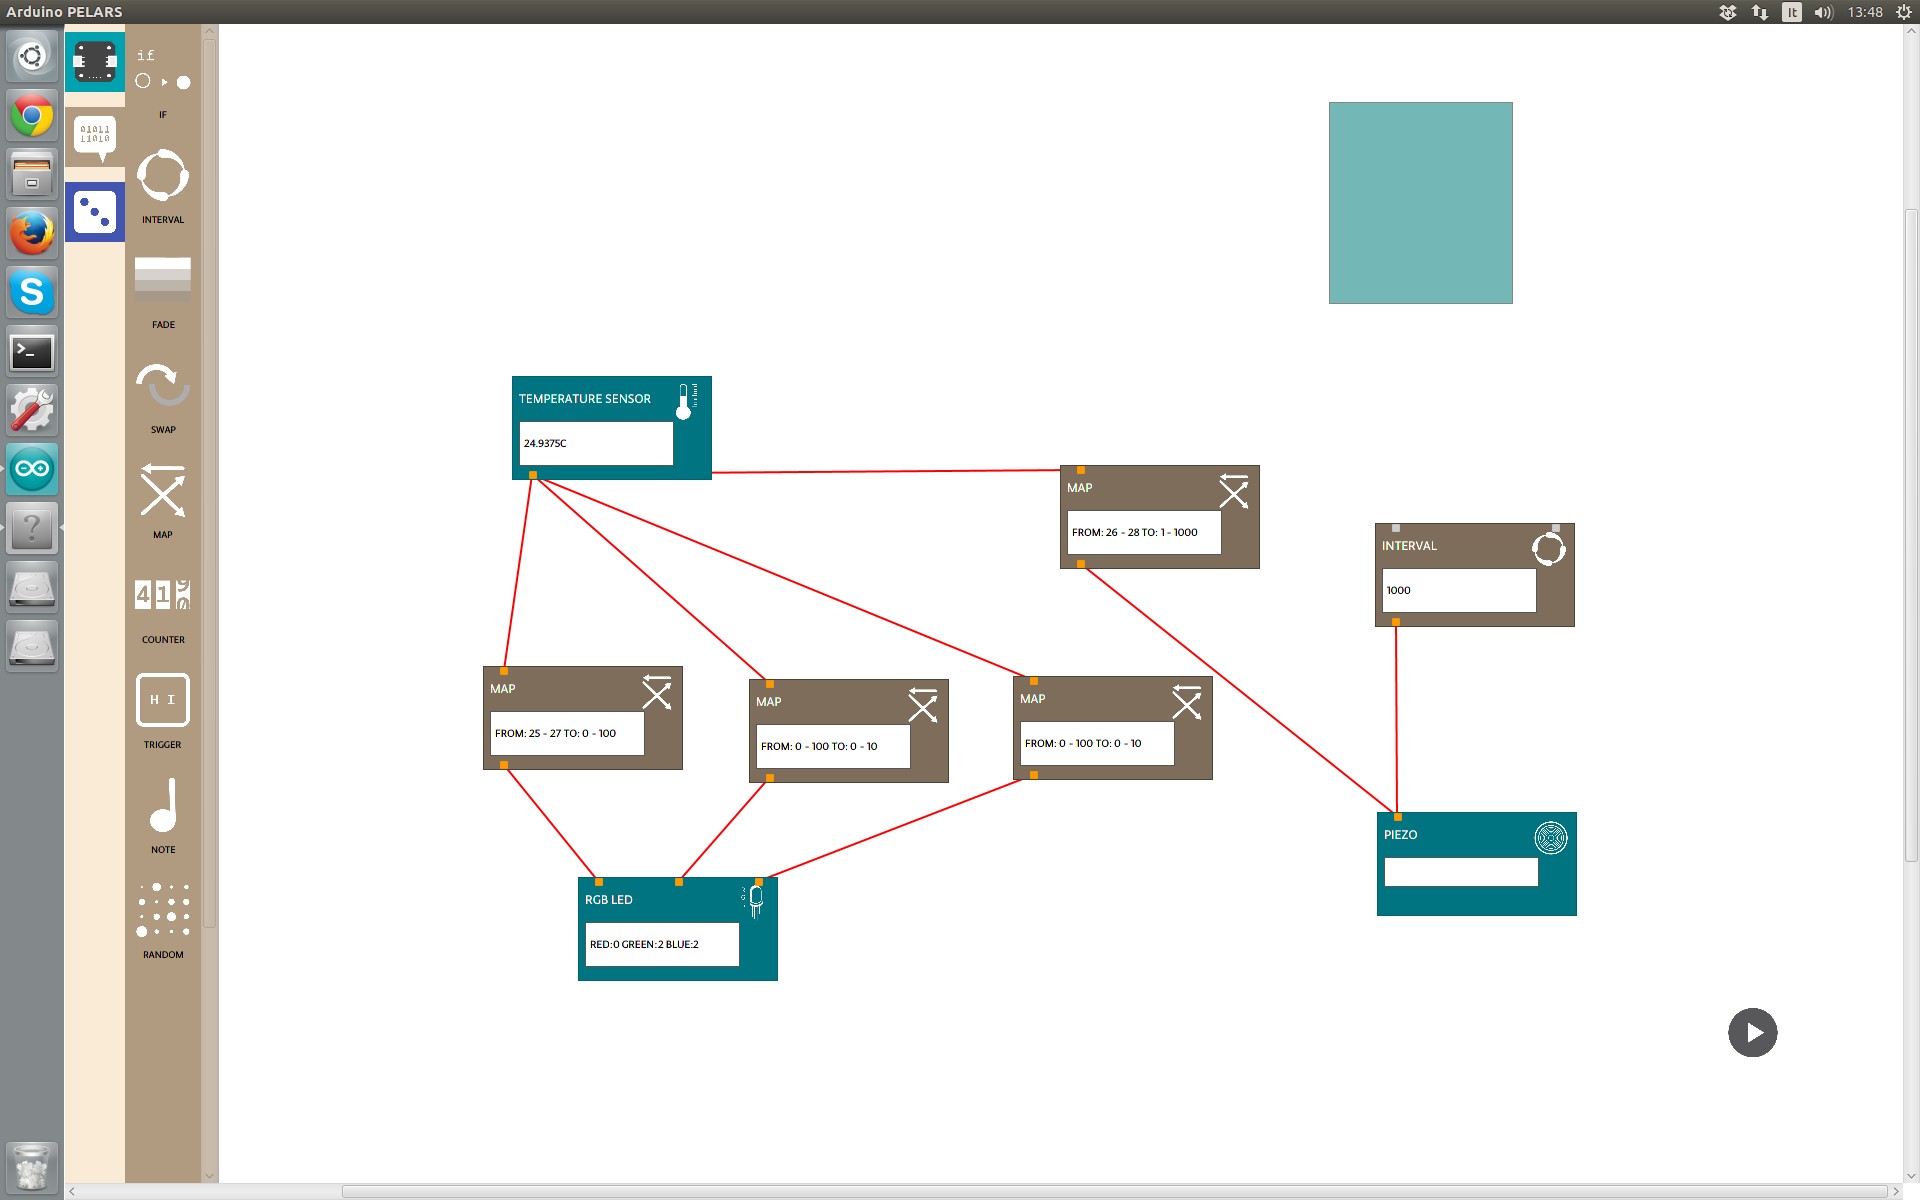 Arduino PELARS
It
13:48
01011
11010
if
IF
INTERVAL
FADE
SWAP
MAP
41
COUNTER
H I
TRIGGER
NOTE
RANDOM
TEMPERATURE SENSOR
24.9375C
MAP
FROM: 26 - 28 TO: 1 - 1000
INTERVAL
1000
MAP
FROM: 25 - 27 TO: 0 - 100
MAP
FROM: 0 - 100 TO: 0 - 10
MAP
FROM: 0 - 100 TO: 0 - 10
PIEZO
RGB LED
RED:0 GREEN:2 BLUE:2